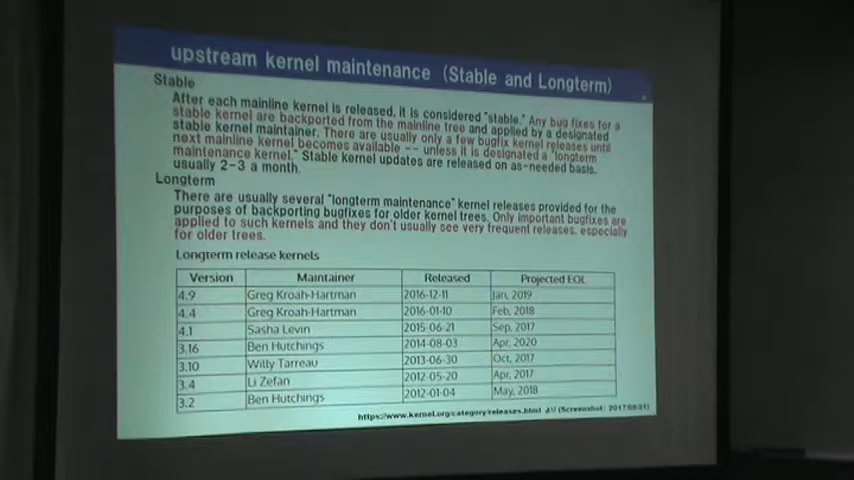 upstream kernel maintenance (Stable and Longterm)
Stable
After each mainline kernel is released, it is considered "stable." Any bug fixes for a
stable kernel are backported from the mainline tree and applied by a designated
stable kernel maintainer. There are usually only a few bugfix kernel releases until
next mainline kernel becomes available -- unless it is designated a "longterm
maintenance kernel." Stable kernel updates are released on as-needed basis,
usually 2-3 a month.
Longterm
There are usually several "longterm maintenance" kernel releases provided for the
purposes of backporting bugfixes for older kernel trees. Only important bugfixes are
applied to such kernels and they don't usually see very frequent releases, especially
for older trees.
Longterm release kernels
Version Maintainer Released Projected EOL
4.9 Greg Kroah-Hartman 2016-12-11 Jan, 2019
4.4 Greg Kroah-Hartman 2016-01-10 Feb, 2018
4.1 Sasha Levin 2015-06-21 Sep, 2017
3.16 Ben Hutchings 2014-08-03 Apr, 2020
3.10 Willy Tarreau 2013-06-30 Oct, 2017
3.4 Li Zefan 2012-05-20 Apr, 2017
3.2 Ben Hutchings 2012-01-04 May, 2018
https://www.kernel.org/category/releases.html (Screenshot: